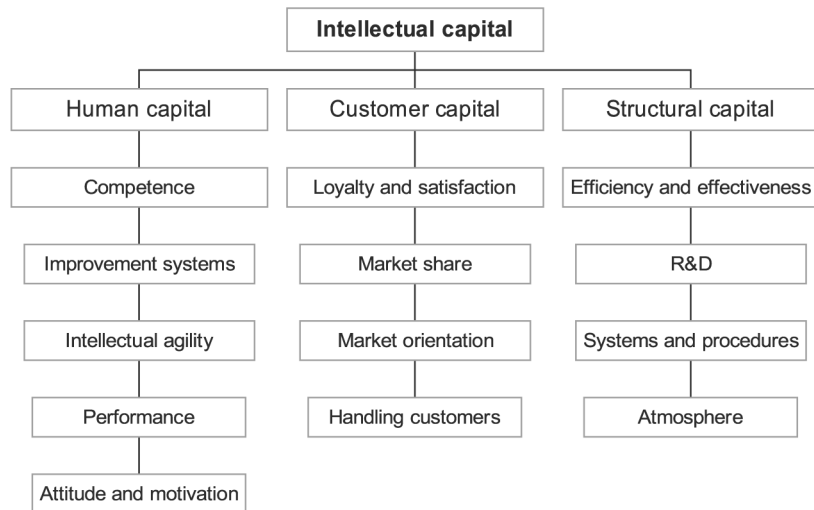 Intellectual capital
Human capital
Customer capital
Structural capital
Competence
Loyalty and satisfaction
Efficiency and effectiveness
Improvement systems
Market share
R&D
Intellectual agility
Market orientation
Systems and procedures
Performance
Handling customers
Atmosphere
Attitude and motivation